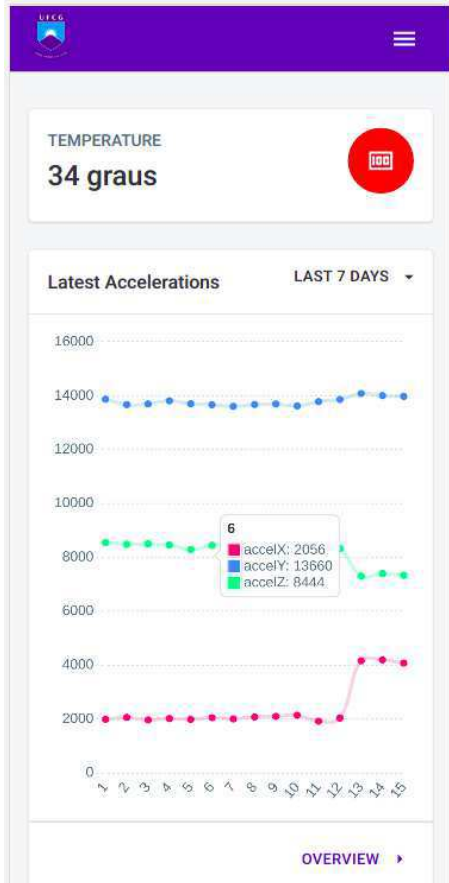 UFCG
TEMPERATURE
34 graus
100
Latest Accelerations
LAST 7 DAYS
16000
14000
12000
10000
8000
6000
4000
2000
0
6
accelX: 2056
accelY: 13660
accelZ: 8444
1 2 3 4 5 6 7 8 9 10 11 12 13 14 15
OVERVIEW